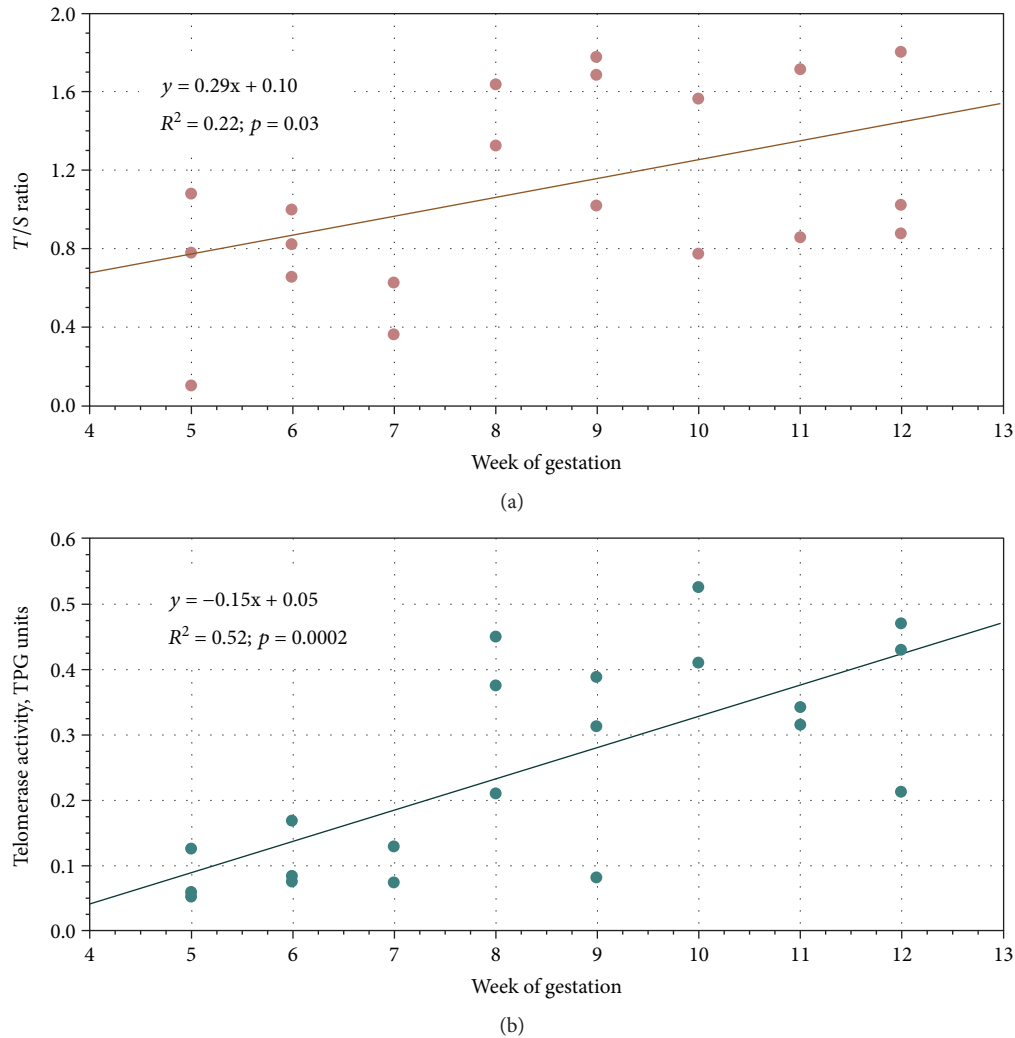 2.0
1.6
1.2
0.8
0.4
0.0
T/S ratio
y = 0.29x + 0.10
R² = 0.22; p = 0.03
4 5 6 7 8 9 10 11 12 13
Week of gestation
(a)
0.6
0.5
0.4
0.3
0.2
0.1
0.0
Telomerase activity, TPG units
y = −0.15x + 0.05
R² = 0.52; p = 0.0002
4 5 6 7 8 9 10 11 12 13
Week of gestation
(b)